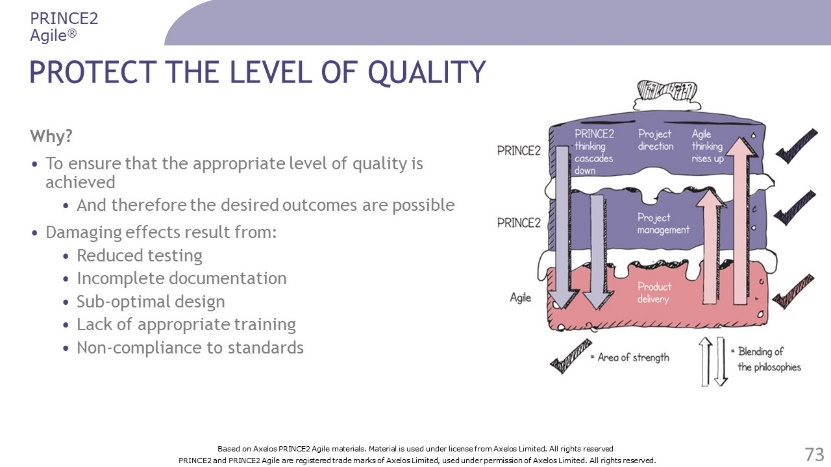 PRINCE2
Agile®
PROTECT THE LEVEL OF QUALITY
Why?
• To ensure that the appropriate level of quality is
achieved
• And therefore the desired outcomes are possible
• Damaging effects result from:
• Reduced testing
• Incomplete documentation
• Sub-optimal design
• Lack of appropriate training
• Non-compliance to standards
PRINCE2
PRINCE2
thinking
cascades
down
Project
direction
Agile
thinking
rises up
PRINCE2
Project
management
Agile
Product
delivery
= Area of strength
= Blending of
the philosophies
Based on Axelos PRINCE2 Agile materials. Material is used under license from Axelos Limited. All rights reserved
PRINCE2 and PRINCE2 Agile are registered trade marks of Axelos Limited, used under permission of Axelos Limited. All rights reserved.
73